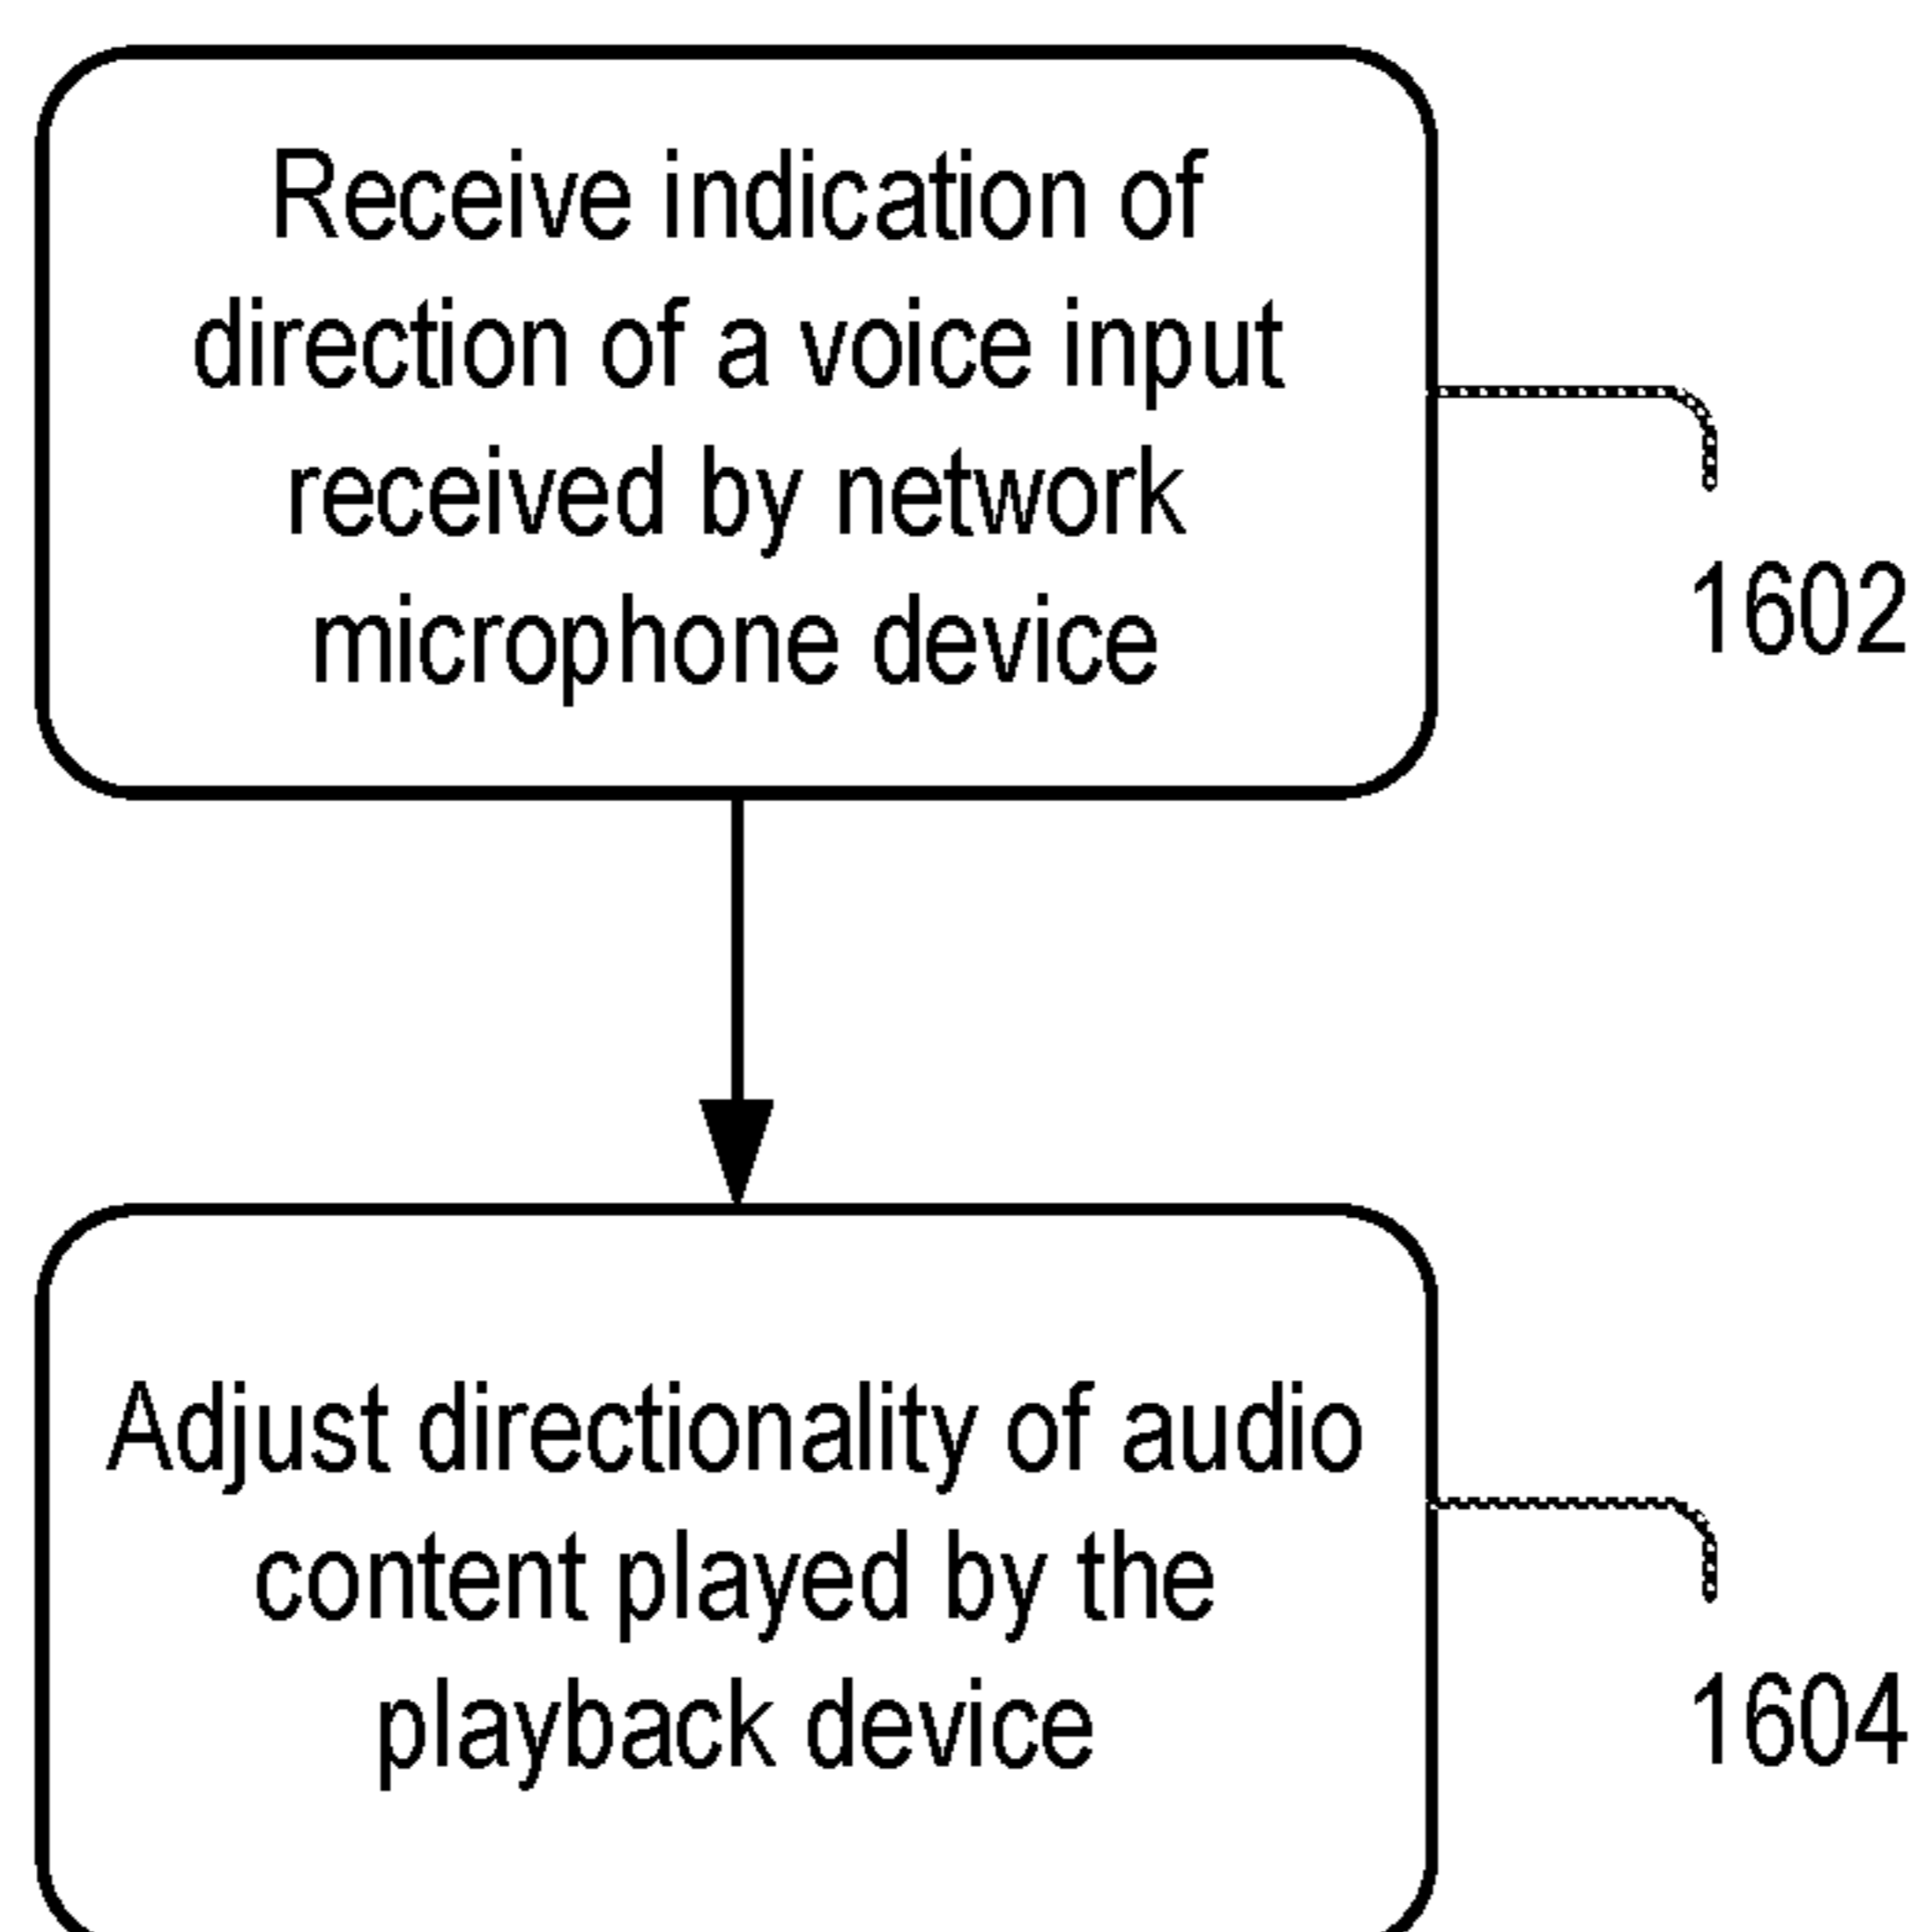 Receive indication of
direction of a voice input
received by network
microphone device
1602
Adjust directionality of audio
content played by the
playback device
1604